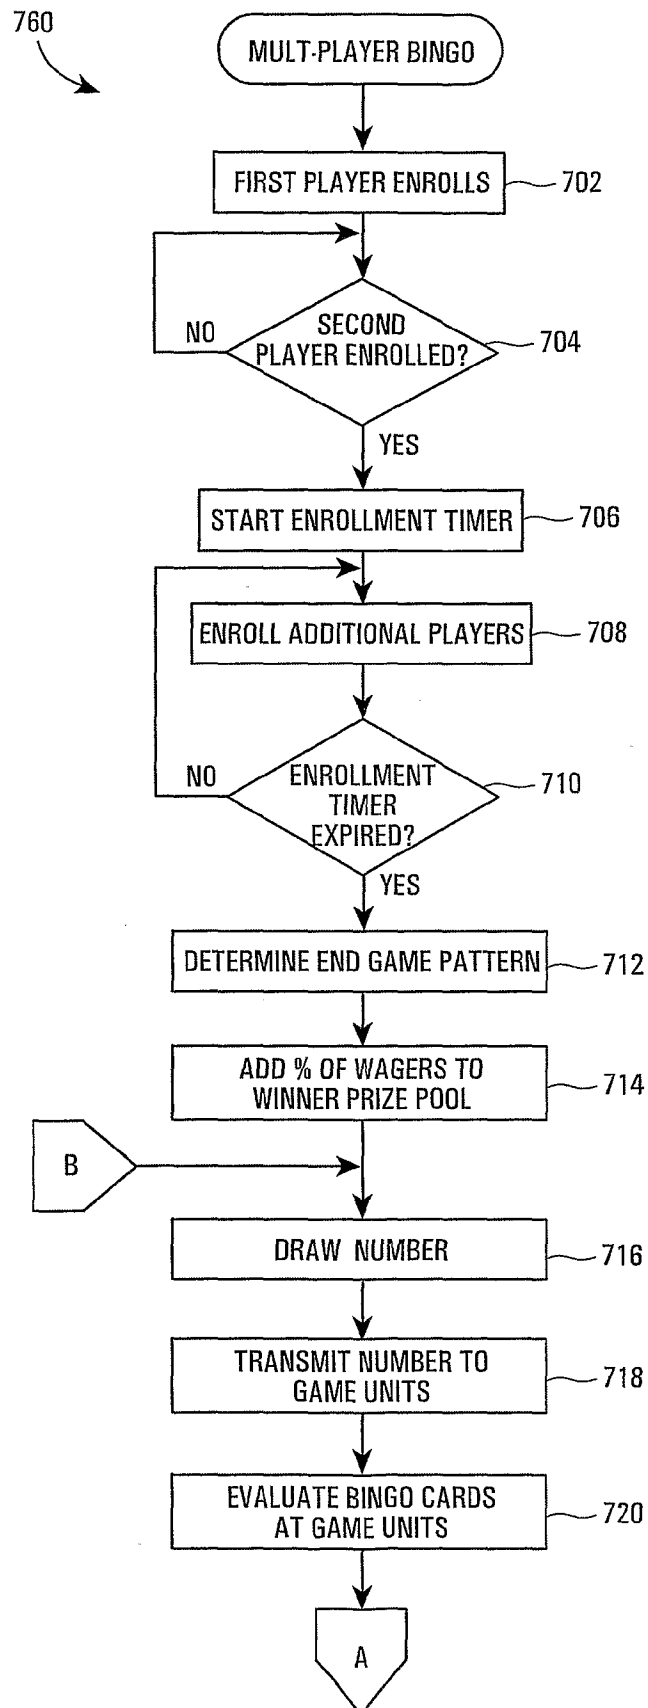 760
MULT-PLAYER BINGO
FIRST PLAYER ENROLLS
702
SECOND
PLAYER ENROLLED?
704
NO
YES
START ENROLLMENT TIMER
706
ENROLL ADDITIONAL PLAYERS
708
ENROLLMENT
TIMER
EXPIRED?
710
NO
YES
DETERMINE END GAME PATTERN
712
ADD % OF WAGERS TO
WINNER PRIZE POOL
714
B
DRAW NUMBER
716
TRANSMIT NUMBER TO
GAME UNITS
718
EVALUATE BINGO CARDS
AT GAME UNITS
720
A